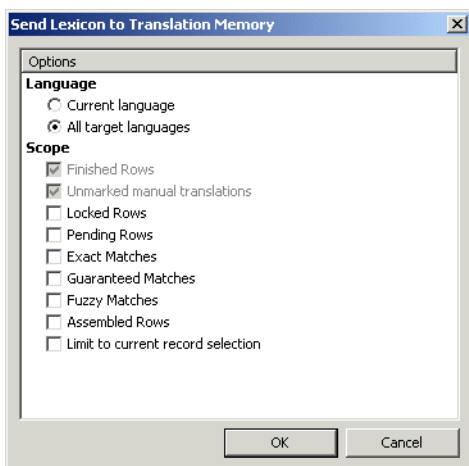 Send Lexicon to Translation Memory
Options
Language
Current language
All target languages
Scope
Finished Rows
Unmarked manual translations
Locked Rows
Pending Rows
Exact Matches
Guaranteed Matches
Fuzzy Matches
Assembled Rows
Limit to current record selection
OK Cancel